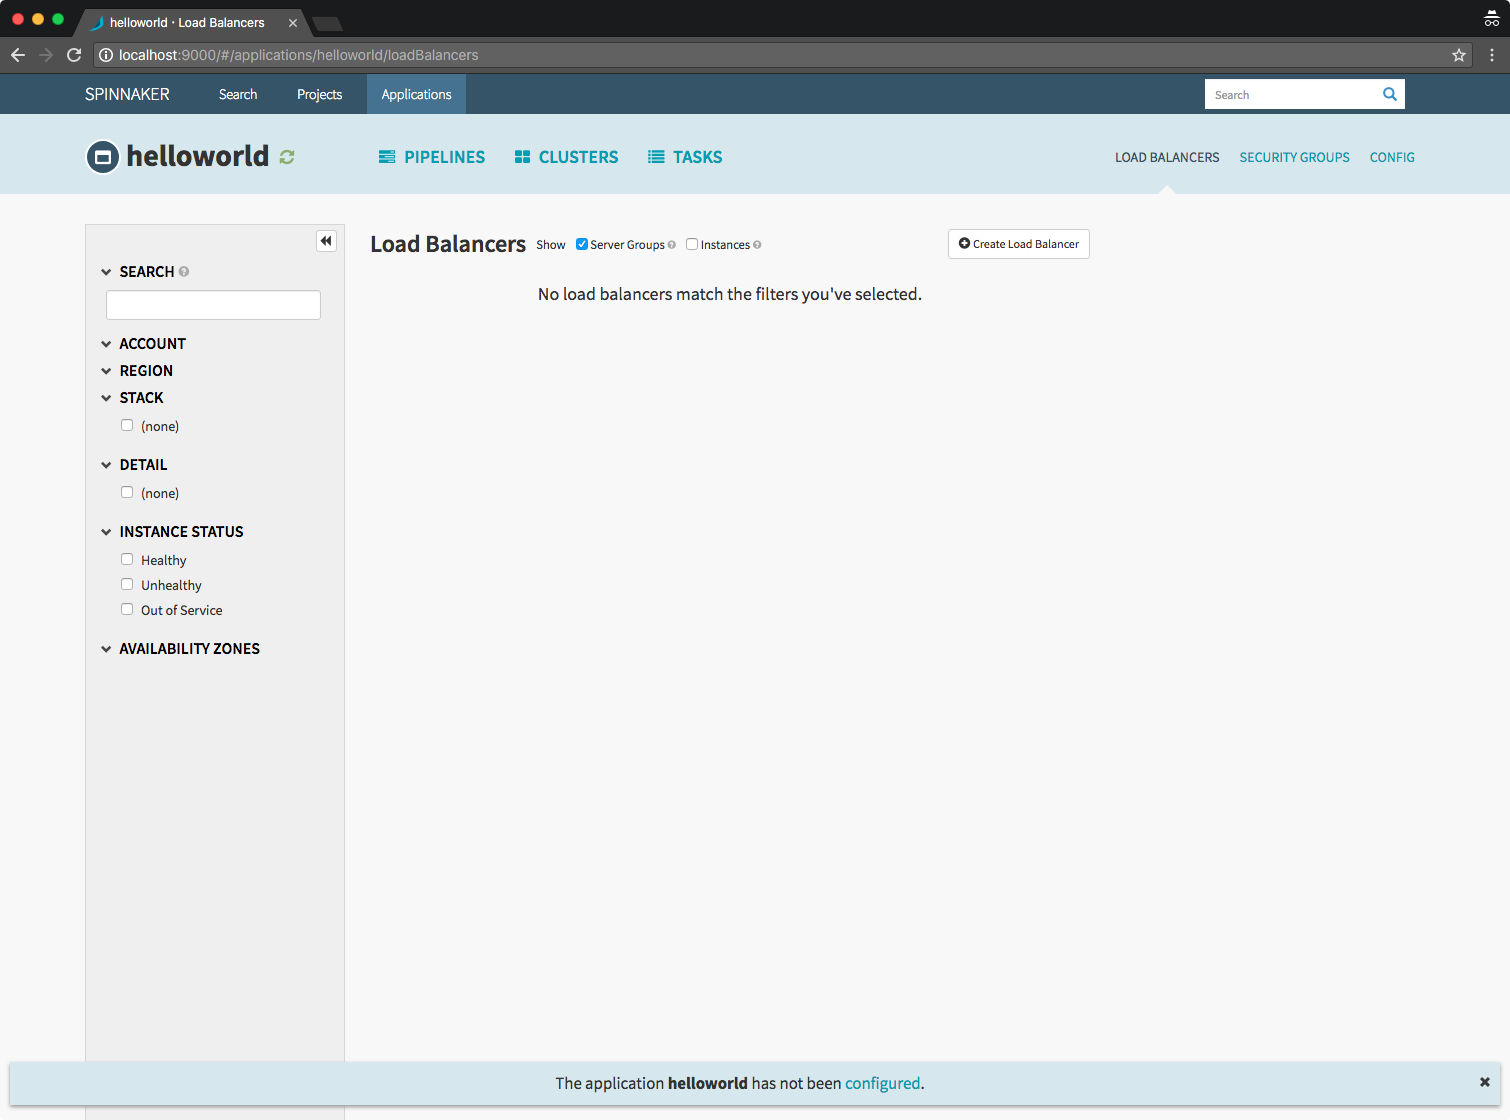 helloworld · Load Balancers
localhost:9000/#/applications/helloworld/loadBalancers
SPINNAKER Search Projects Applications Search
helloworld PIPELINES CLUSTERS TASKS LOAD BALANCERS SECURITY GROUPS CONFIG
Load Balancers Show Server Groups Instances Create Load Balancer
No load balancers match the filters you've selected.
SEARCH
ACCOUNT
REGION
STACK
(none)
DETAIL
(none)
INSTANCE STATUS
Healthy
Unhealthy
Out of Service
AVAILABILITY ZONES
The application helloworld has not been configured.